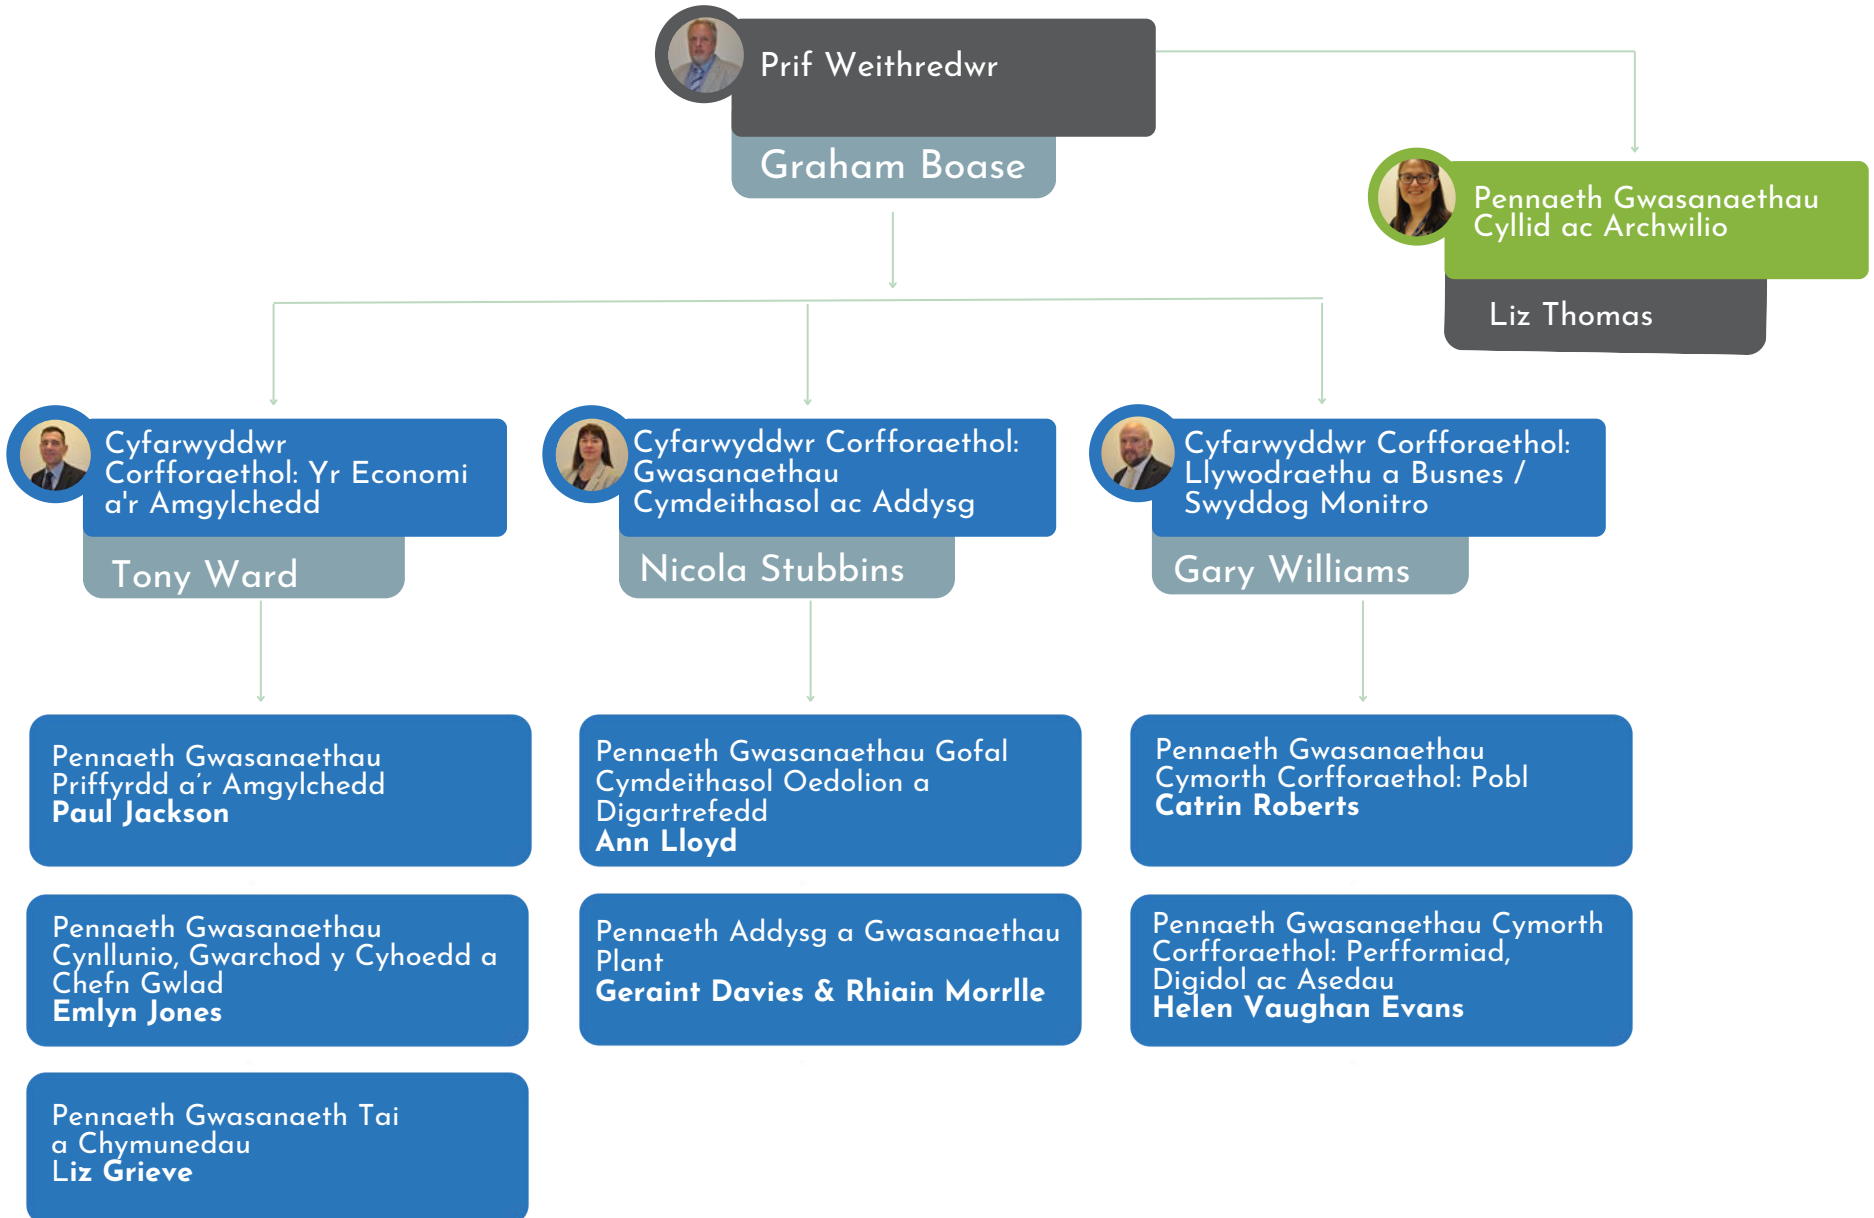 Prif Weithredwr
Graham Boase
Pennaeth Gwasanaethau
Cyllid ac Archwilio
Liz Thomas
Cyfarwyddwr
Corfforaethol: Yr Economi
a'r Amgylchedd
Tony Ward
Cyfarwyddwr Corfforaethol:
Gwasanaethau
Cymdeithasol ac Addysg
Nicola Stubbins
Cyfarwyddwr Corfforaethol:
Llywodraethu a Busnes /
Swyddog Monitro
Gary Williams
Pennaeth Gwasanaethau
Priffyrdd a'r Amgylchedd
Paul Jackson
Pennaeth Gwasanaethau
Cynllunio, Gwarchod y Cyhoedd a
Chefn Gwlad
Emlyn Jones
Pennaeth Gwasanaeth Tai
a Chymunedau
Liz Grieve
Pennaeth Gwasanaethau Gofal
Cymdeithasol Oedolion a
Digartrefedd
Ann Lloyd
Pennaeth Addysg a Gwasanaethau
Plant
Geraint Davies & Rhiain Morrlle
Pennaeth Gwasanaethau
Cymorth Corfforaethol: Pobl
Catrin Roberts
Pennaeth Gwasanaethau Cymorth
Corfforaethol: Perfformiad,
Digidol ac Asedau
Helen Vaughan Evans